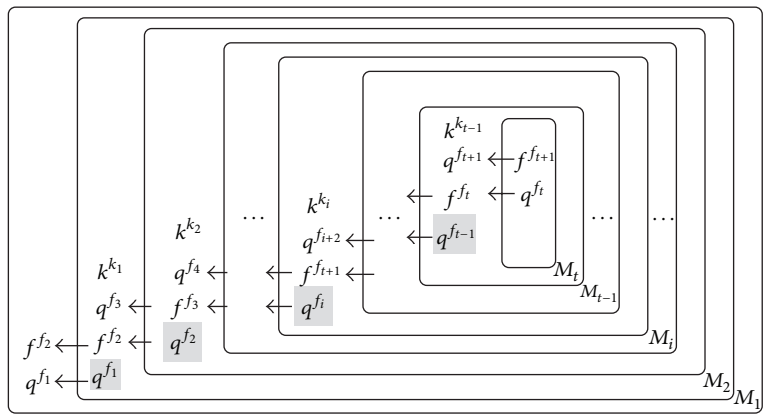 k^{k_{t−1}}
q^{f_{t+1}} ← f^{f_{t+1}}
← f^{f_t} ← q^{f_t}
← q^{f_{t−1}}
k^{k_i}
... ... ... ...
q^{f_{i+2}} ←
← f^{f_{t+1}} ←
← q^{f_i}
k^{k_2}
q^{f_4} ←
f^{f_3} ←
q^{f_2}
k^{k_1}
q^{f_3} ←
f^{f_2} ← f^{f_2} ←
q^{f_1} ← q^{f_1}
M_t
M_{t−1}
M_i
M_2
M_1